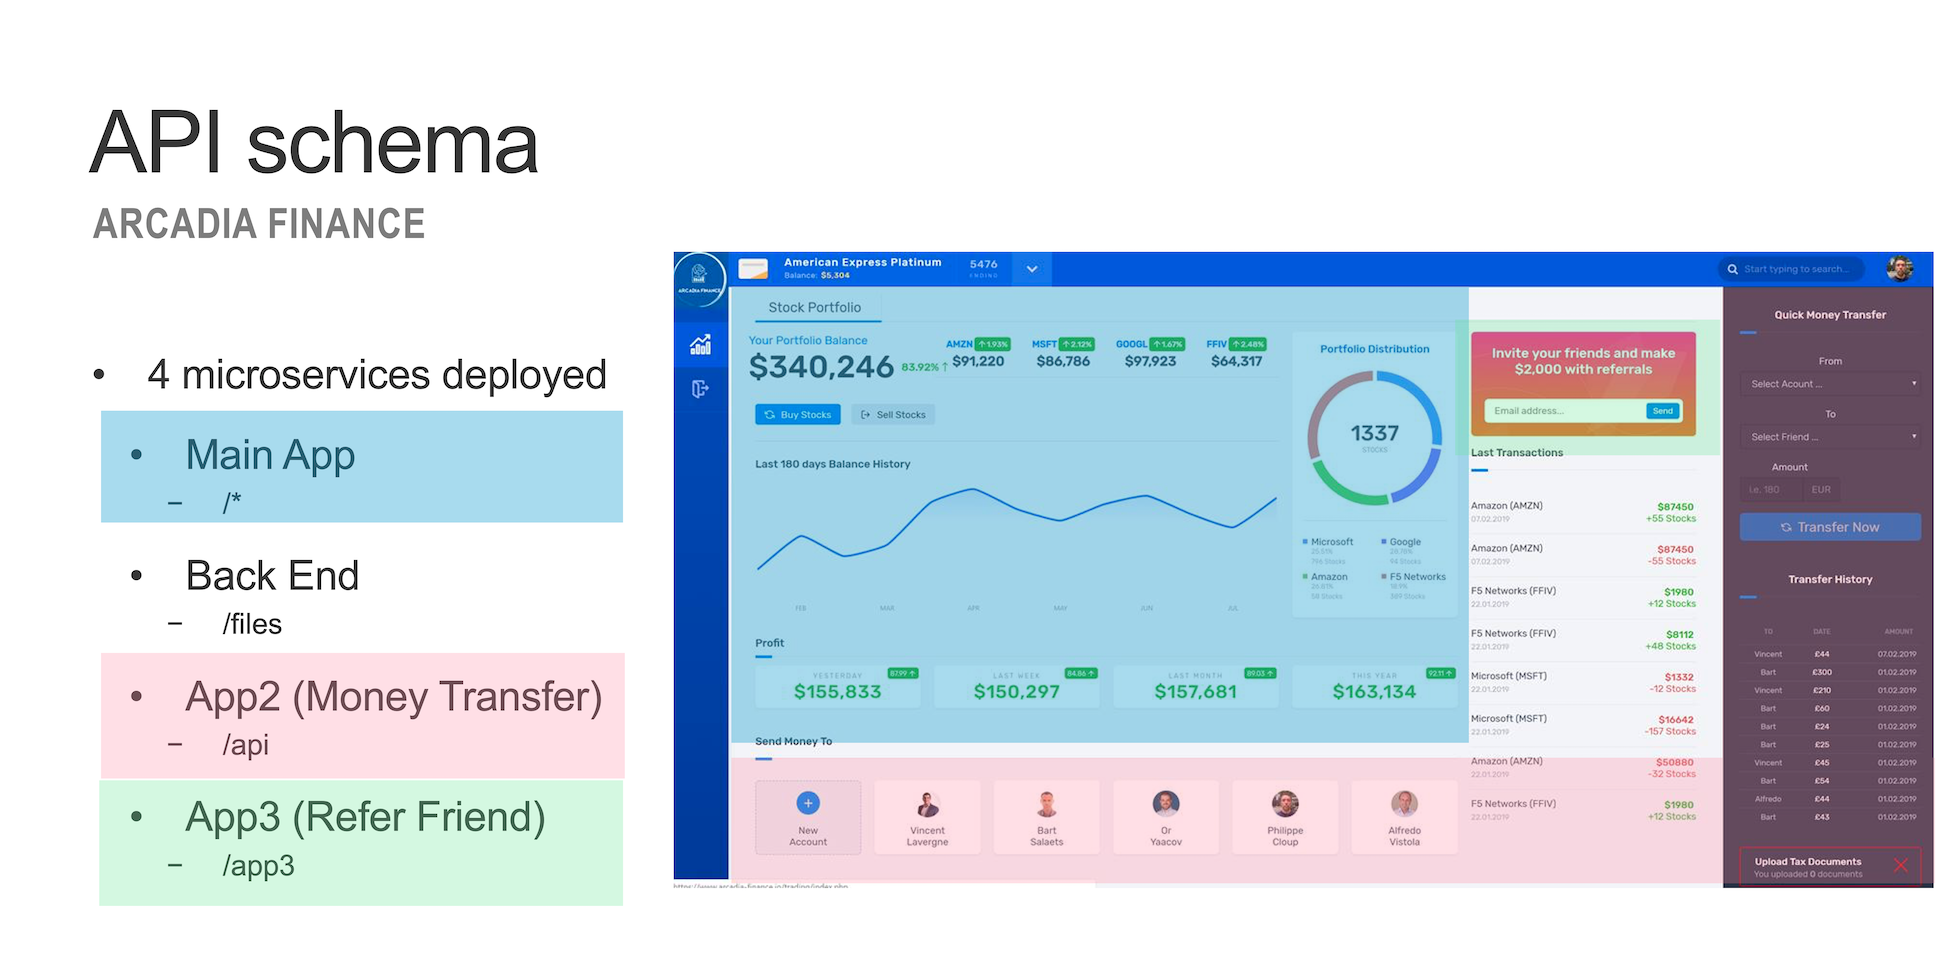 API schema
ARCADIA FINANCE
• 4 microservices deployed
• Main App
– /*
• Back End
– /files
• App2 (Money Transfer)
– /api
• App3 (Refer Friend)
– /app3
ARCADIA FINANCE
American Express Platinum
Balance: $5,304
5476
ENDING
Start typing to search...
Stock Portfolio
Your Portfolio Balance
$340,246 83.92% ↑
AMZN ↑ 1.93%
$91,220
MSFT ↑ 2.12%
$86,786
GOOGL ↑ 1.67%
$97,923
FFIV ↑ 2.48%
$64,317
Buy Stocks
Sell Stocks
Last 180 days Balance History
FEB MAR APR MAY JUN JUL
Portfolio Distribution
1337
STOCKS
Microsoft
25.51%
Google
Amazon
58 Stocks
F5 Networks
389 Stocks
Profit
YESTERDAY 87.99 ↑
$155,833
LAST WEEK 84.86 ↑
$150,297
LAST MONTH 89.03 ↑
$157,681
THIS YEAR 92.11 ↑
$163,134
Send Money To
New
Account
Vincent
Lavergne
Bart
Salaets
Or
Yaacov
Philippe
Cloup
Alfredo
Vistola
https://www.arcadia-finance.io/trading/index.php
Invite your friends and make
$2,000 with referrals
Email address...
Send
Last Transactions
Amazon (AMZN) $87450
07.02.2019 +55 Stocks
Amazon (AMZN) $87450
07.02.2019 -55 Stocks
F5 Networks (FFIV) $1980
22.01.2019 +12 Stocks
F5 Networks (FFIV) $8112
22.01.2019 +48 Stocks
Microsoft (MSFT) $1332
22.01.2019 -12 Stocks
Microsoft (MSFT) $16642
22.01.2019 -157 Stocks
Amazon (AMZN) $50880
22.01.2019 -32 Stocks
F5 Networks (FFIV) $1980
22.01.2019 +12 Stocks
Quick Money Transfer
From
Select Acount ...
To
Select Friend ...
Amount
i.e. 180 EUR
Transfer Now
Transfer History
TO DATE AMOUNT
Vincent £44 07.02.2019
Bart £300 01.02.2019
Vincent £210 01.02.2019
Bart £60 01.02.2019
Bart £24 01.02.2019
Bart £25 01.02.2019
Vincent £45 01.02.2019
Bart £54 01.02.2019
Alfredo £44 01.02.2019
Bart £43 01.02.2019
Upload Tax Documents
You uploaded 0 documents